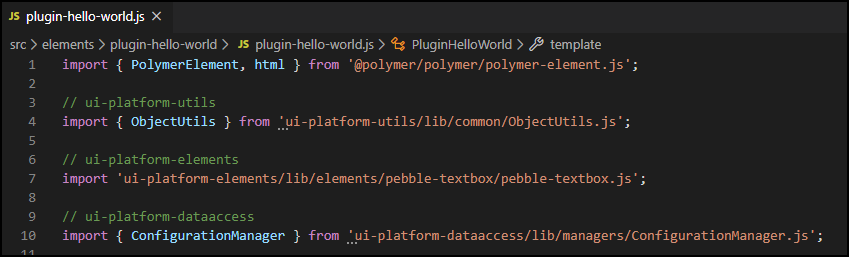 JS plugin-hello-world.js ×
src > elements > plugin-hello-world > JS plugin-hello-world.js > PluginHelloWorld > template
1 import { PolymerElement, html } from '@polymer/polymer/polymer-element.js';
2
3 // ui-platform-utils
4 import { ObjectUtils } from 'ui-platform-utils/lib/common/ObjectUtils.js';
5
6 // ui-platform-elements
7 import 'ui-platform-elements/lib/elements/pebble-textbox/pebble-textbox.js';
8
9 // ui-platform-dataaccess
10 import { ConfigurationManager } from 'ui-platform-dataaccess/lib/managers/ConfigurationManager.js';
11